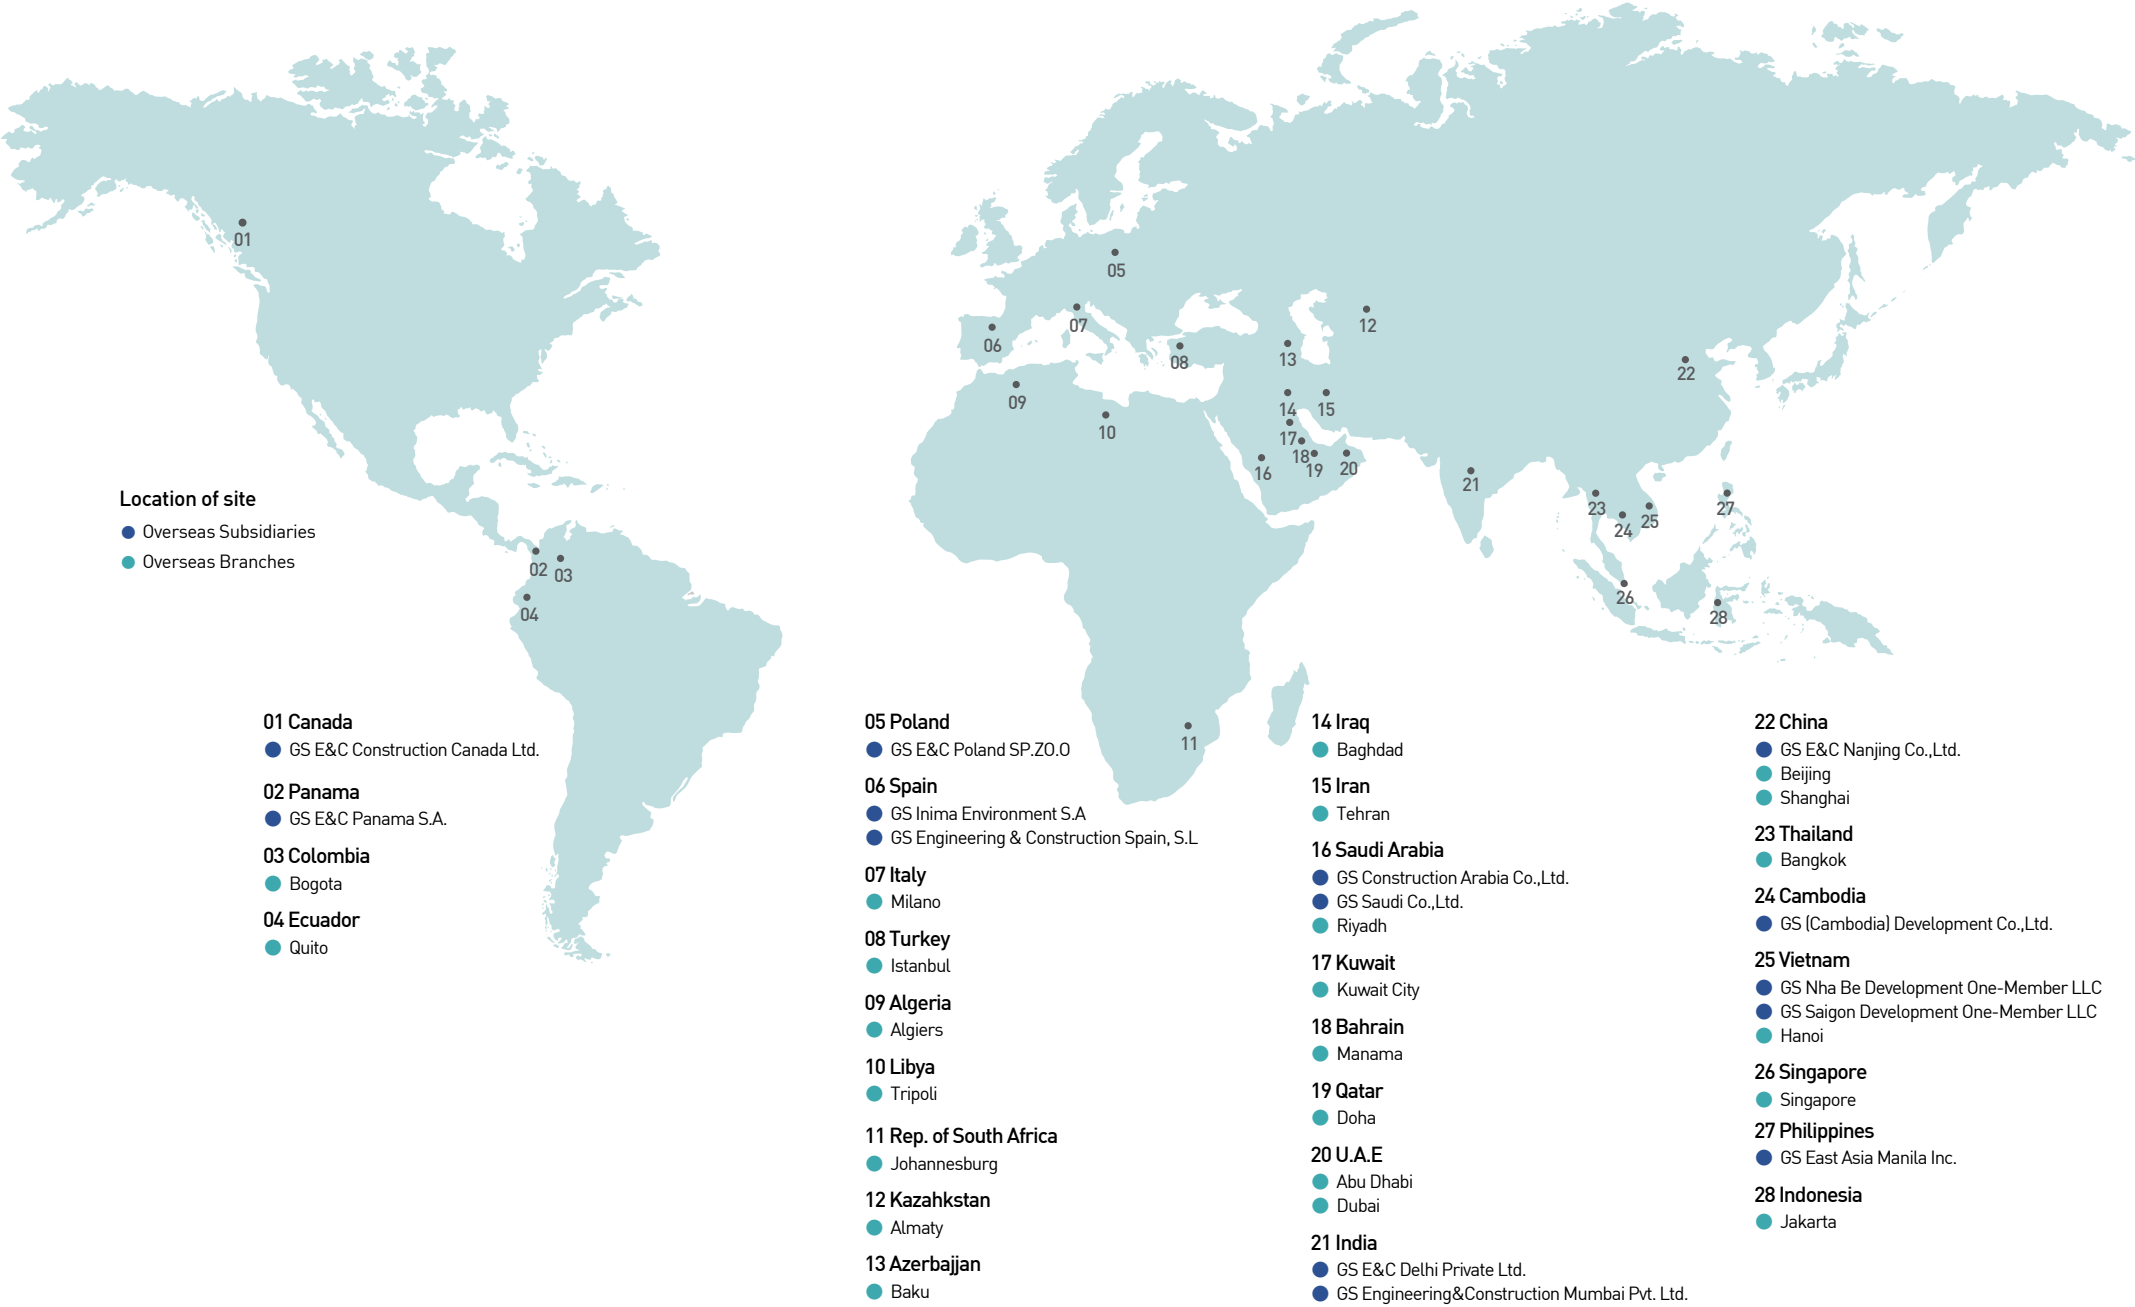 01
02
03
04
05
06
07
08
09
10
11
12
13
14
15
16
17
18
19
20
21
22
23
24
25
26
27
28
Location of site
Overseas Subsidiaries
Overseas Branches
01 Canada
GS E&C Construction Canada Ltd.
02 Panama
GS E&C Panama S.A.
03 Colombia
Bogota
04 Ecuador
Quito
05 Poland
GS E&C Poland SP.ZO.O
06 Spain
GS Inima Environment S.A
GS Engineering & Construction Spain, S.L
07 Italy
Milano
08 Turkey
Istanbul
09 Algeria
Algiers
10 Libya
Tripoli
11 Rep. of South Africa
Johannesburg
12 Kazahkstan
Almaty
13 Azerbajjan
Baku
14 Iraq
Baghdad
15 Iran
Tehran
16 Saudi Arabia
GS Construction Arabia Co.,Ltd.
GS Saudi Co.,Ltd.
Riyadh
17 Kuwait
Kuwait City
18 Bahrain
Manama
19 Qatar
Doha
20 U.A.E
Abu Dhabi
Dubai
21 India
GS E&C Delhi Private Ltd.
GS Engineering&Construction Mumbai Pvt. Ltd.
22 China
GS E&C Nanjing Co.,Ltd.
Beijing
Shanghai
23 Thailand
Bangkok
24 Cambodia
GS (Cambodia) Development Co.,Ltd.
25 Vietnam
GS Nha Be Development One-Member LLC
GS Saigon Development One-Member LLC
Hanoi
26 Singapore
Singapore
27 Philippines
GS East Asia Manila Inc.
28 Indonesia
Jakarta